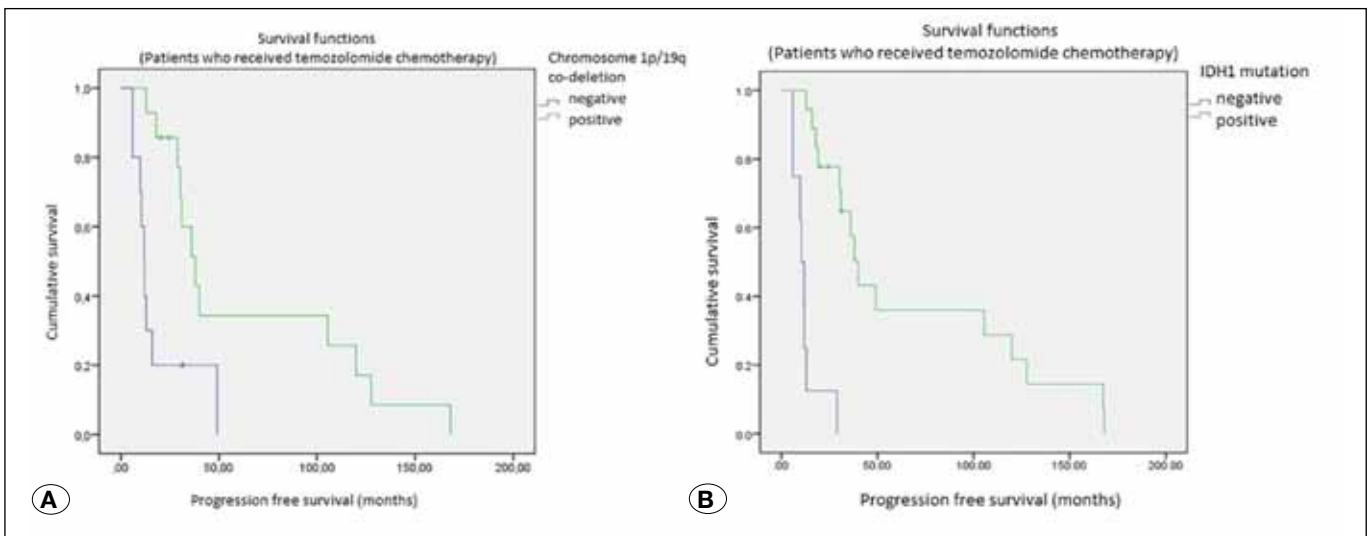 Survival functions
(Patients who received temozolomide chemotherapy)
Chromosome 1p/19q
co-deletion
negative
positive
Cumulative survival
1,0
0,8
0,6
0,4
0,2
0,0
,00 50,00 100,00 150,00 200,00
Progression free survival (months)
A
Survival functions
(Patients who received temozolomide chemotherapy)
IDH1 mutation
negative
positive
Cumulative survival
1.0
0.8
0.6
0.4
0.2
0.0
.00 50.00 100.00 150.00 200.00
Progression free survival (months)
B